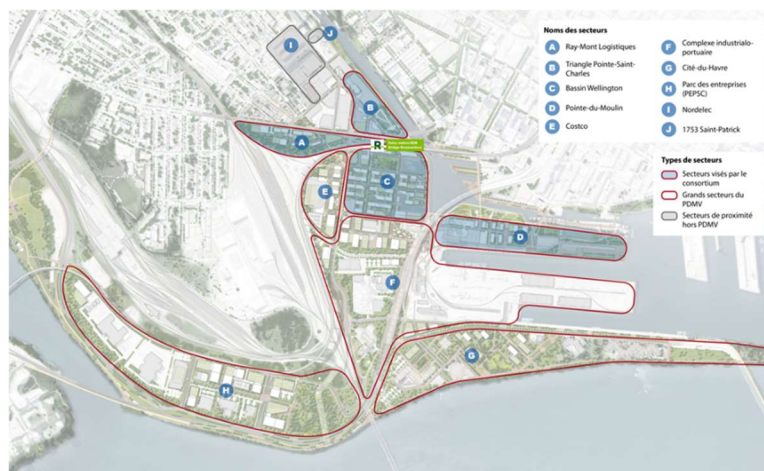 I
J
B
A
R
C
E
D
F
G
H
Noms des secteurs
A Ray-Mont Logistiques
B Triangle Pointe-Saint-
Charles
C Bassin Wellington
D Pointe-du-Moulin
E Costco
F Complexe industrialo-
portuaire
G Cité-du-Havre
H Parc des entreprises
(PEPSC)
I Nordelec
J 1753 Saint-Patrick
Types de secteurs
Secteurs visés par le
consortium
Grands secteurs du
PDMV
Secteurs de proximité
hors PDMV